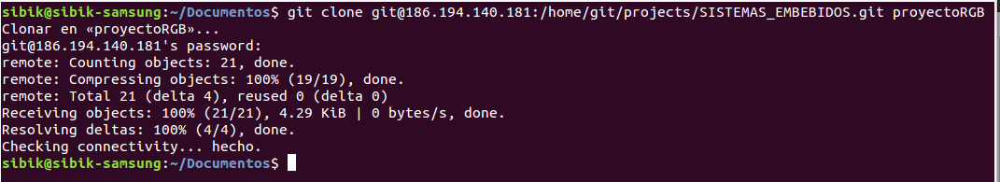 sibik@sibik-samsung:~/Documentos$ git clone git@186.194.140.181:/home/git/projects/SISTEMAS_EMBEBIDOS.git proyectoRGB
Clonar en «proyectoRGB»...
git@186.194.140.181's password:
remote: Counting objects: 21, done.
remote: Compressing objects: 100% (19/19), done.
remote: Total 21 (delta 4), reused 0 (delta 0)
Receiving objects: 100% (21/21), 4.29 KiB | 0 bytes/s, done.
Resolving deltas: 100% (4/4), done.
Checking connectivity... hecho.
sibik@sibik-samsung:~/Documentos$